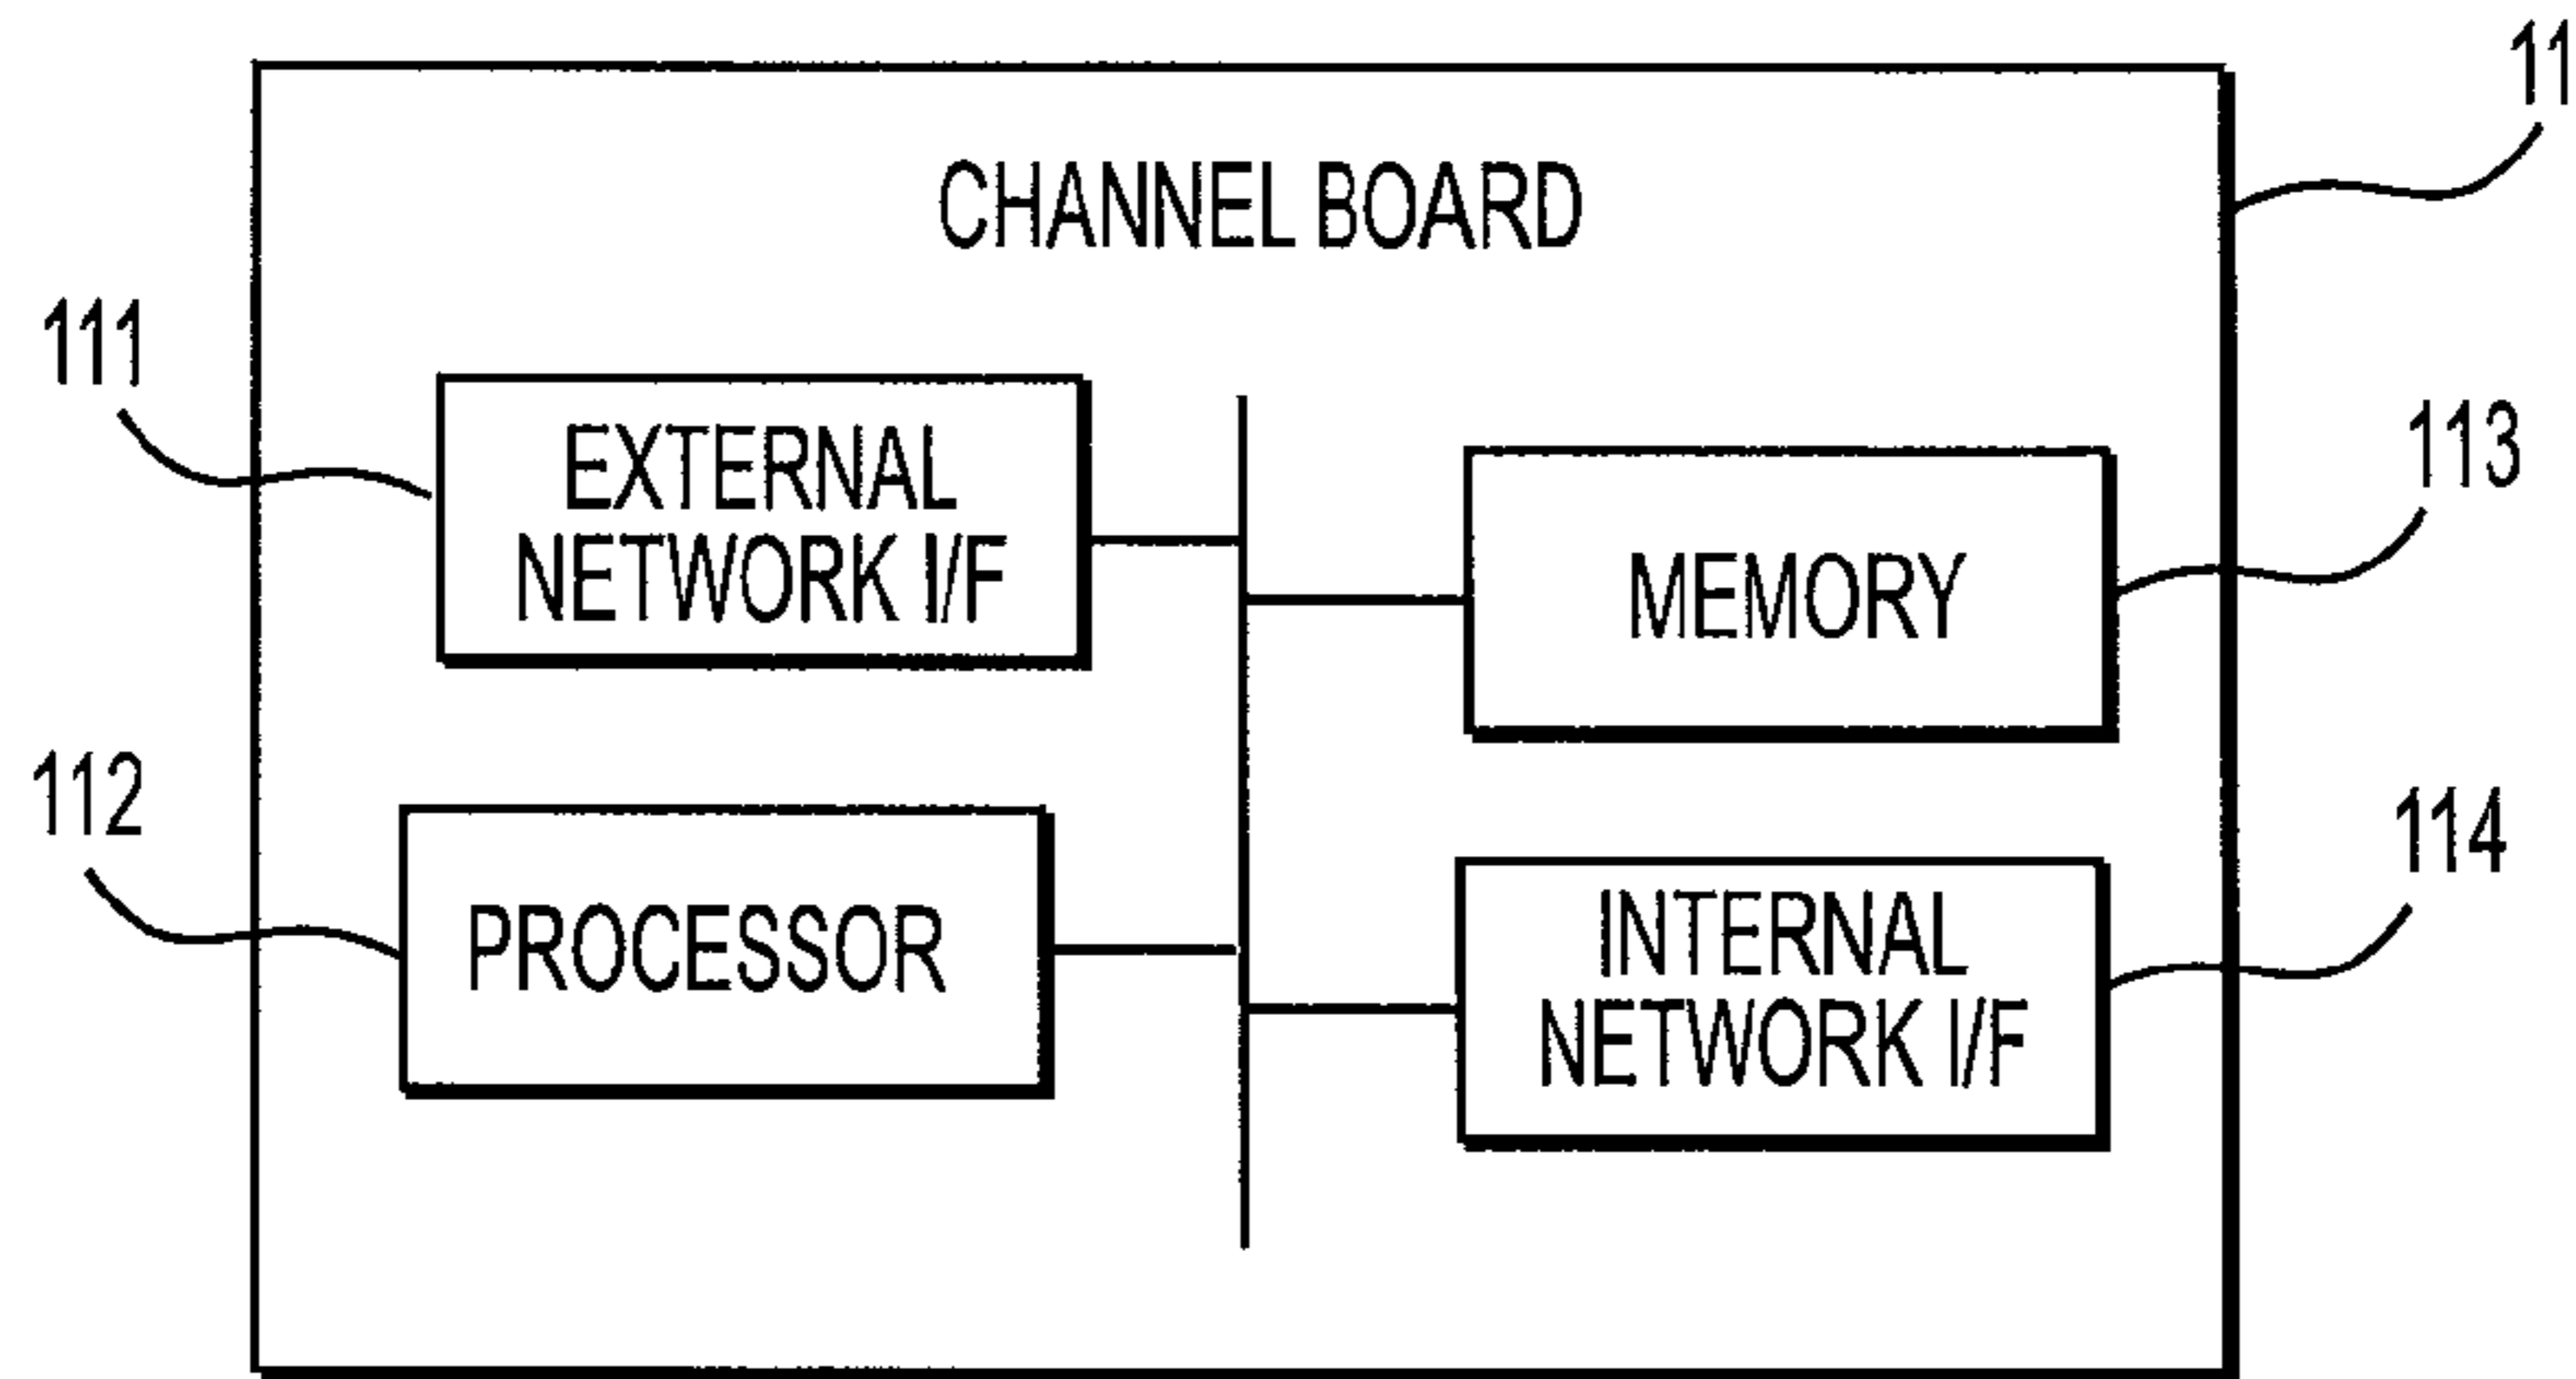 11
CHANNEL BOARD
111
EXTERNAL
NETWORK I/F
113
MEMORY
112
PROCESSOR
114
INTERNAL
NETWORK I/F